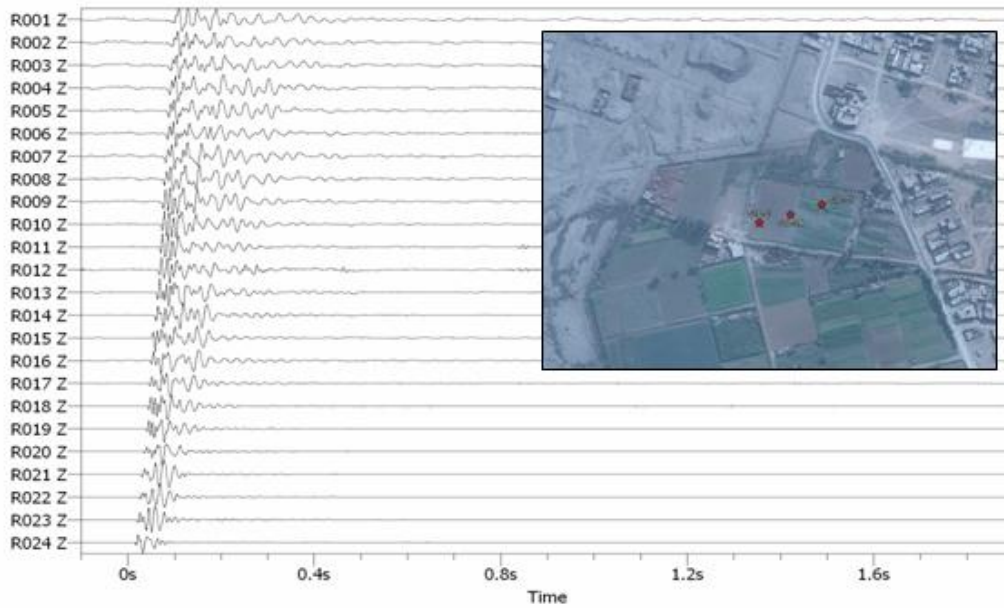 R001 Z
R002 Z
R003 Z
R004 Z
R005 Z
R006 Z
R007 Z
R008 Z
R009 Z
R010 Z
R011 Z
R012 Z
R013 Z
R014 Z
R015 Z
R016 Z
R017 Z
R018 Z
R019 Z
R020 Z
R021 Z
R022 Z
R023 Z
R024 Z
0s 0.4s 0.8s 1.2s 1.6s
Time